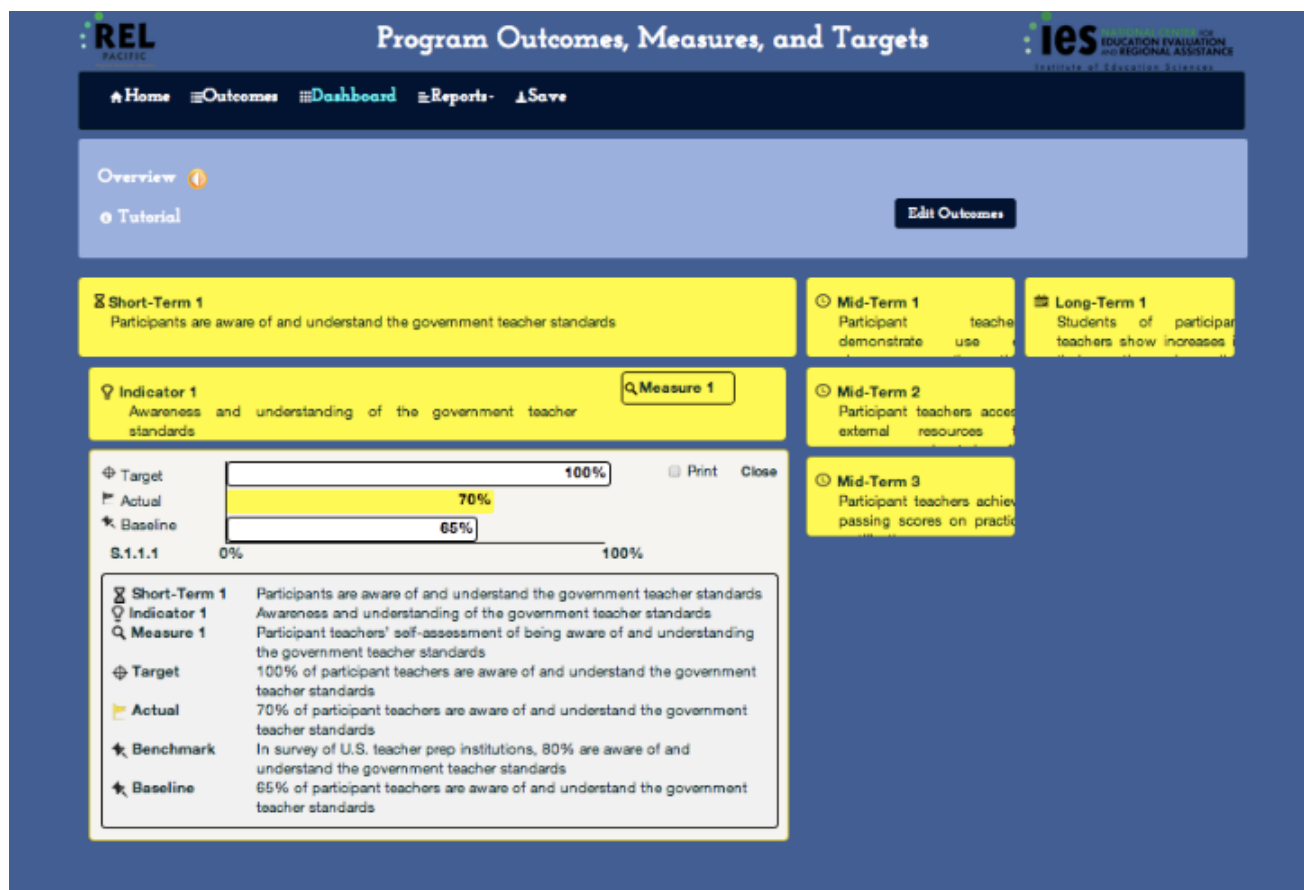 REL
PACIFIC
Program Outcomes, Measures, and Targets
ies NATIONAL CENTER FOR
EDUCATION EVALUATION
AND REGIONAL ASSISTANCE
Institute of Education Sciences
Home Outcomes Dashboard Reports- Save
Overview
Tutorial
Edit Outcomes
Short-Term 1
Participants are aware of and understand the government teacher standards
Indicator 1
Awareness and understanding of the government teacher
standards
Measure 1
Target 100% Print Close
Actual 70%
Baseline 65%
S.1.1.1 0% 100%
Short-Term 1 Participants are aware of and understand the government teacher standards
Indicator 1 Awareness and understanding of the government teacher standards
Measure 1 Participant teachers' self-assessment of being aware of and understanding
the government teacher standards
Target 100% of participant teachers are aware of and understand the government
teacher standards
Actual 70% of participant teachers are aware of and understand the government
teacher standards
Benchmark In survey of U.S. teacher prep institutions, 80% are aware of and
understand the government teacher standards
Baseline 65% of participant teachers are aware of and understand the government
teacher standards
Mid-Term 1
Participant teache
demonstrate use
Mid-Term 2
Participant teachers acces
external resources
Mid-Term 3
Participant teachers achiev
passing scores on practic
Long-Term 1
Students of participan
teachers show increases i